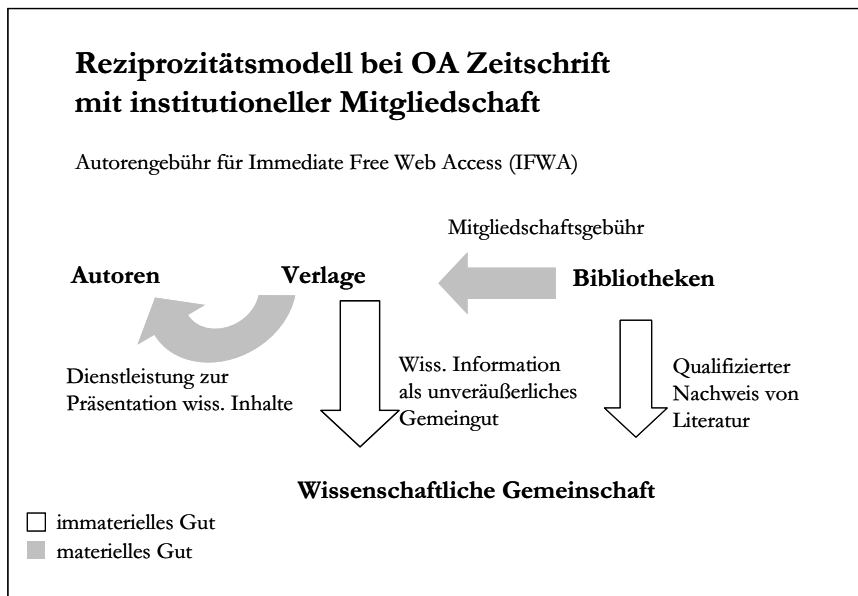 Reziprozitätsmodell bei OA Zeitschrift
mit institutioneller Mitgliedschaft
Autorengebühr für Immediate Free Web Access (IFWA)
Mitgliedschaftsgebühr
Autoren
Verlage
Bibliotheken
Dienstleistung zur
Präsentation wiss. Inhalte
Wiss. Information
als unveräußerliches
Gemeingut
Qualifizierter
Nachweis von
Literatur
Wissenschaftliche Gemeinschaft
immaterielles Gut
materielles Gut